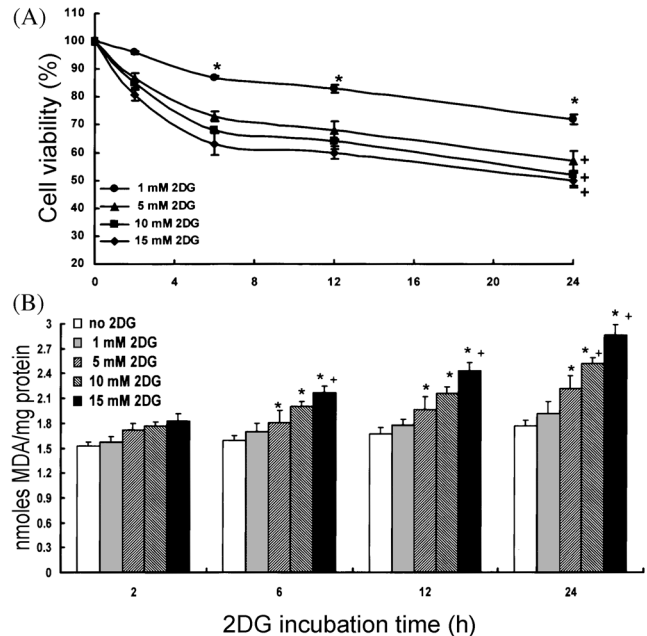 (A)
110
100
90
80
70
60
50
40
30
20
Cell viability (%)
* * *
+
+
+
1 mM 2DG
5 mM 2DG
10 mM 2DG
15 mM 2DG
0 4 8 12 16 20 24
(B)
3
2.7
2.4
2.1
1.8
1.5
1.2
0.9
0.6
0.3
0
nmoles MDA/mg protein
no 2DG
1 mM 2DG
5 mM 2DG
10 mM 2DG
15 mM 2DG
* * * +
* * * +
* * + * +
2 6 12 24
2DG incubation time (h)